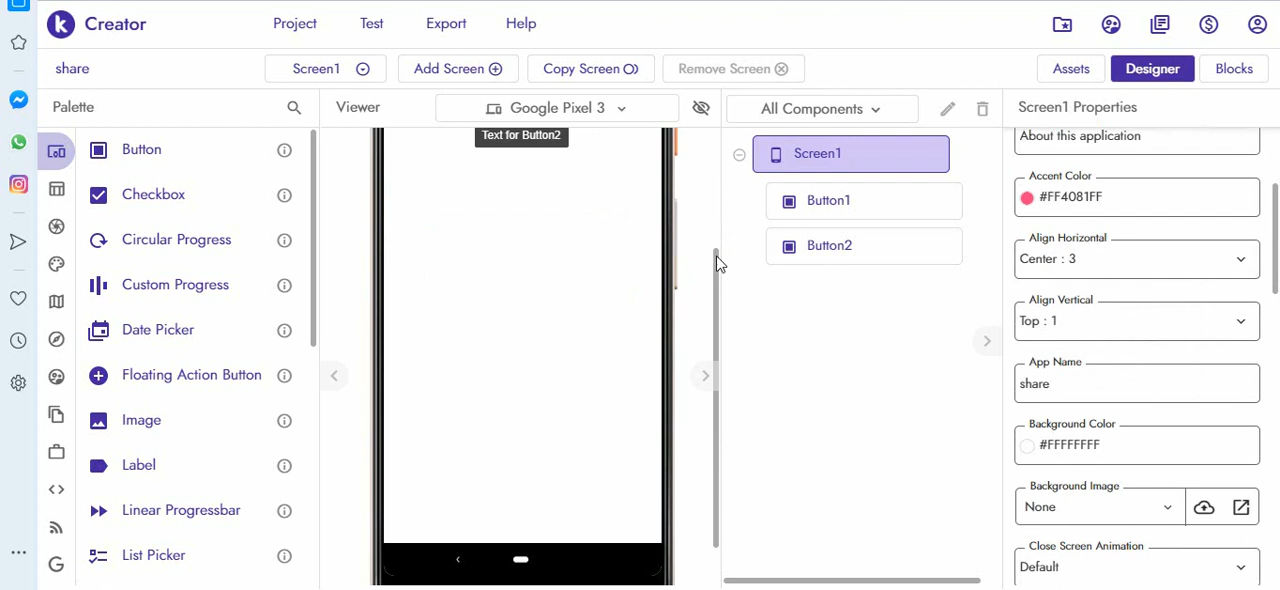 Creator
Project
Test
Export
Help
share
Screen1
Add Screen
Copy Screen
Remove Screen
Assets
Designer
Blocks
Palette
Viewer
Google Pixel 3
All Components
Screen1 Properties
Button
Checkbox
Circular Progress
Custom Progress
Date Picker
Floating Action Button
Image
Label
Linear Progressbar
List Picker
Text for Button2
Screen1
Button1
Button2
About this application
Accent Color
#FF4081FF
Align Horizontal
Center : 3
Align Vertical
Top : 1
App Name
share
Background Color
#FFFFFFFF
Background Image
None
Close Screen Animation
Default